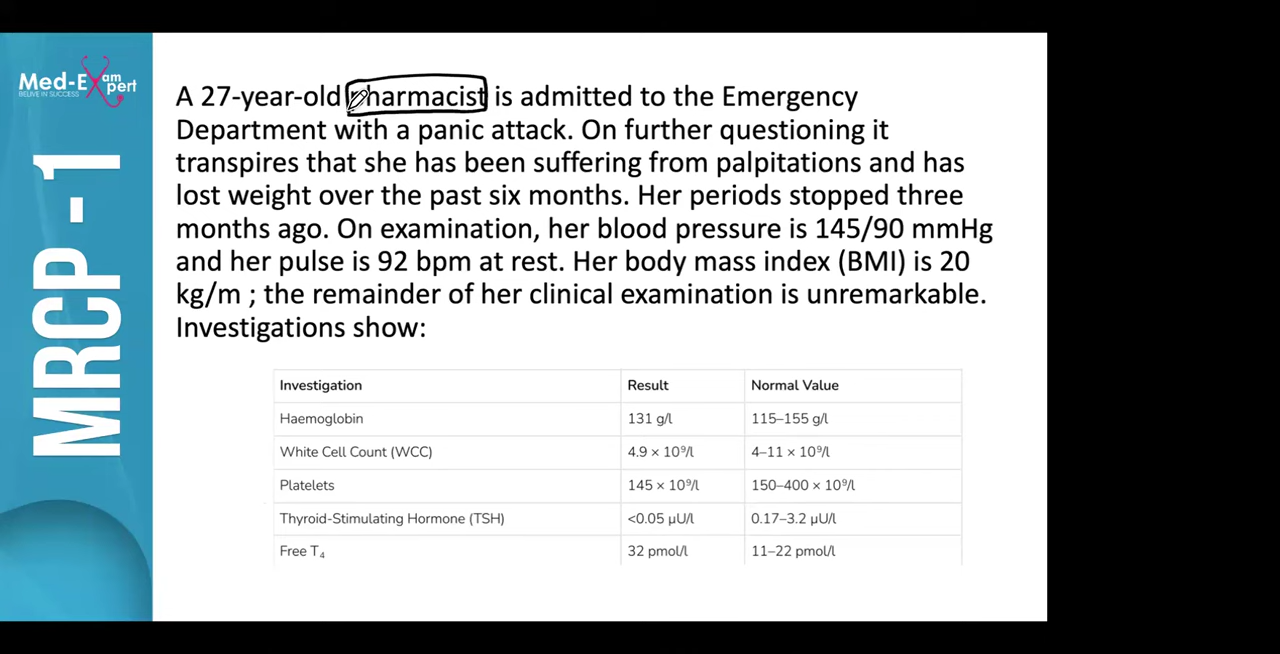 Med-Exam
pert
BELIVE IN SUCCESS
MRCP - 1
A 27-year-old pharmacist is admitted to the Emergency
Department with a panic attack. On further questioning it
transpires that she has been suffering from palpitations and has
lost weight over the past six months. Her periods stopped three
months ago. On examination, her blood pressure is 145/90 mmHg
and her pulse is 92 bpm at rest. Her body mass index (BMI) is 20
kg/m ; the remainder of her clinical examination is unremarkable.
Investigations show:
Investigation Result Normal Value
Haemoglobin 131 g/l 115–155 g/l
White Cell Count (WCC) 4.9 × 10⁹/l 4–11 × 10⁹/l
Platelets 145 × 10⁹/l 150–400 × 10⁹/l
Thyroid-Stimulating Hormone (TSH) <0.05 µU/l 0.17–3.2 µU/l
Free T₄ 32 pmol/l 11–22 pmol/l